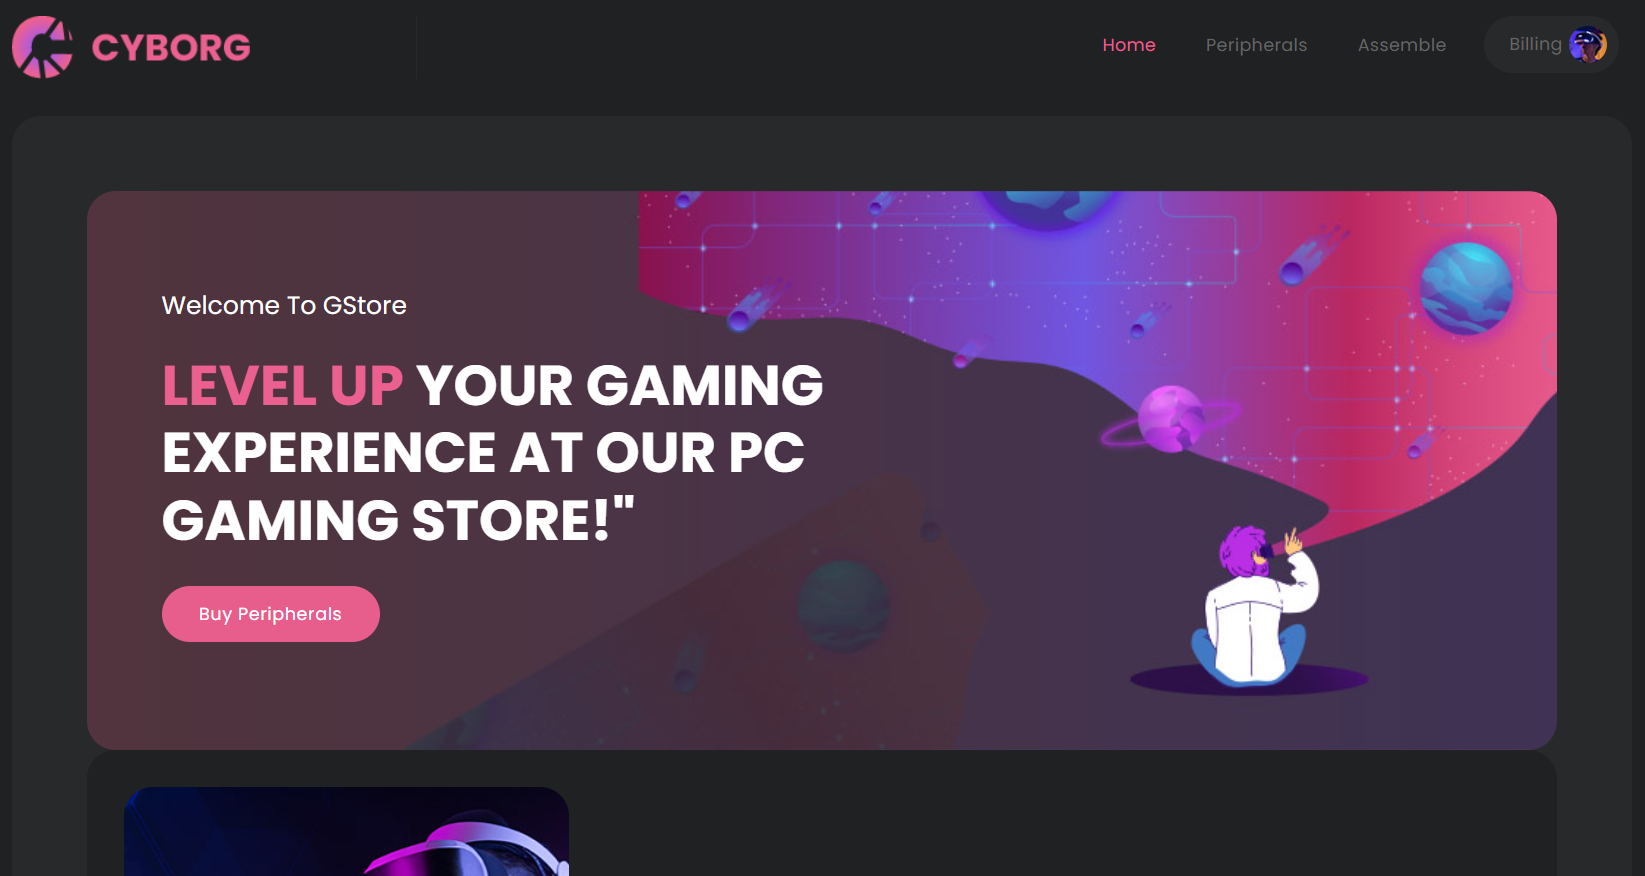 CYBORG
Home
Peripherals
Assemble
Billing
Welcome To GStore
LEVEL UP YOUR GAMING
EXPERIENCE AT OUR PC
GAMING STORE!"
Buy Peripherals